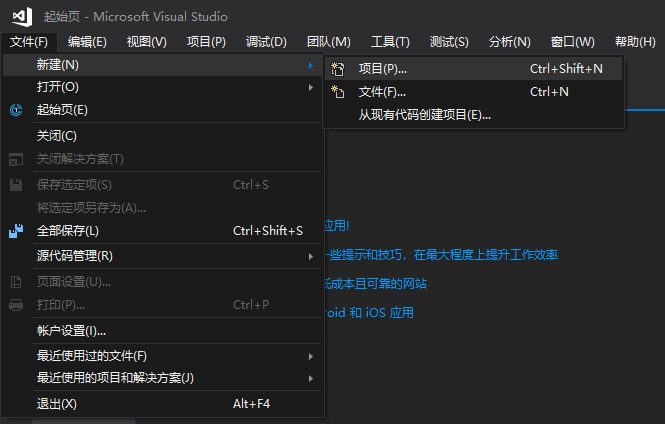 起始页 - Microsoft Visual Studio
文件(F) 编辑(E) 视图(V) 项目(P) 调试(D) 团队(M) 工具(T) 测试(S) 分析(N) 窗口(W) 帮助(H)
新建(N)
项目(P)... Ctrl+Shift+N
打开(O)
文件(F)... Ctrl+N
起始页(E)
从现有代码创建项目(E)...
关闭(C)
关闭解决方案(T)
保存选定项(S) Ctrl+S
将选定项另存为(A)...
应用!
全部保存(L) Ctrl+Shift+S
源代码管理(R)
些提示和技巧，在最大程度上提升工作效率
页面设置(U)...
成本且可靠的网站
打印(P)... Ctrl+P
roid 和 iOS 应用
帐户设置(I)...
最近使用过的文件(F)
最近使用的项目和解决方案(J)
退出(X) Alt+F4